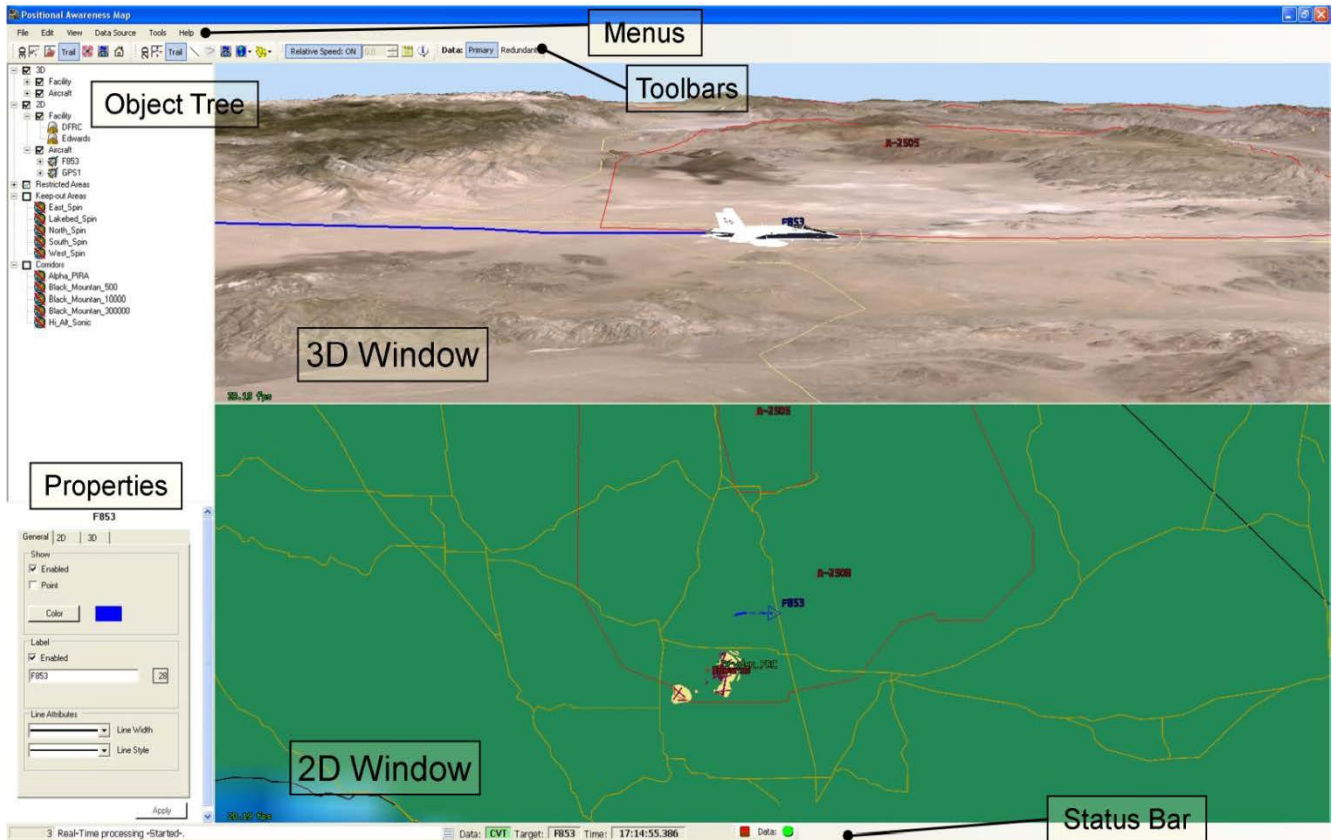 Positional Awareness Map
File Edit View Data Source Tools Help
Menus
Trail Trail Relative Speed: ON Data: Primary Redundant
Toolbars
Object Tree
3D
Facility
Aircraft
2D
Facility
DFRC
Edwards
Aircraft
F853
GPS1
Restricted Areas
Keep-out Areas
East_Spin
Lakebed_Spin
North_Spin
South_Spin
West_Spin
Corridors
Alpha_PIRA
Black_Mountan_500
Black_Mountan_10000
Black_Mountan_300000
Hi_Alt_Sonic
R-2505
F853
3D Window
R-2505
Properties
F853
General 2D 3D
Show
Enabled
Point
Color
Label
Enabled
F853 28
Line Attributes
Line Width
Line Style
Apply
F853
2D Window
Status Bar
3 Real-Time processing -Started-.
Data: CVT Target: F853 Time: 17:14:55.386 Data: